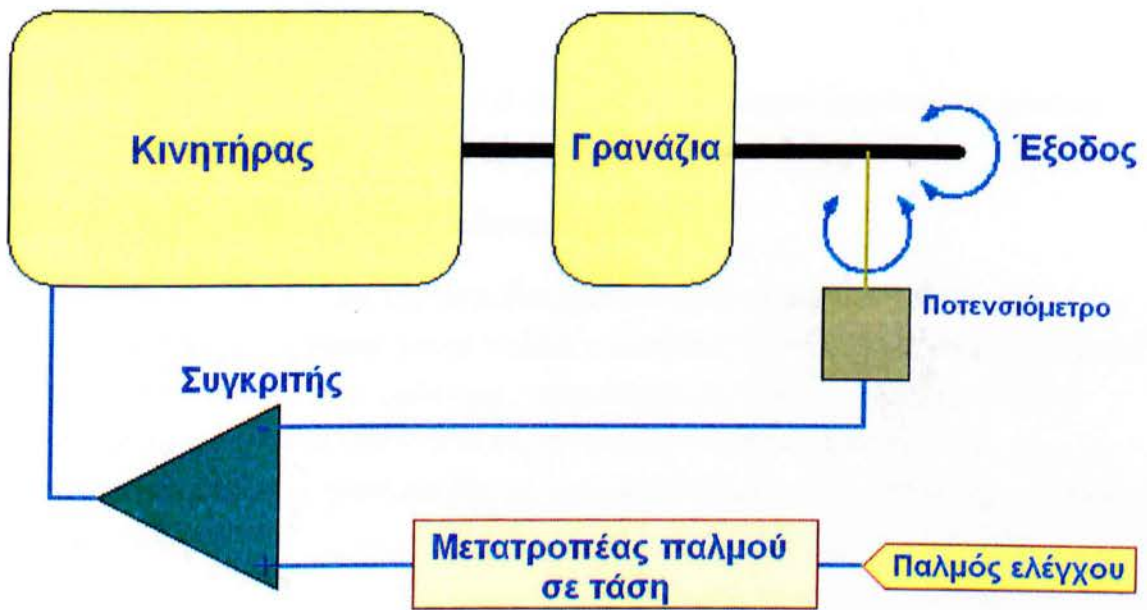 Κινητήρας
Γρανάζια
Έξοδος
Ποτενσιόμετρο
Συγκριτής
-
+
Μετατροπέας παλμού
σε τάση
Παλμός ελέγχου